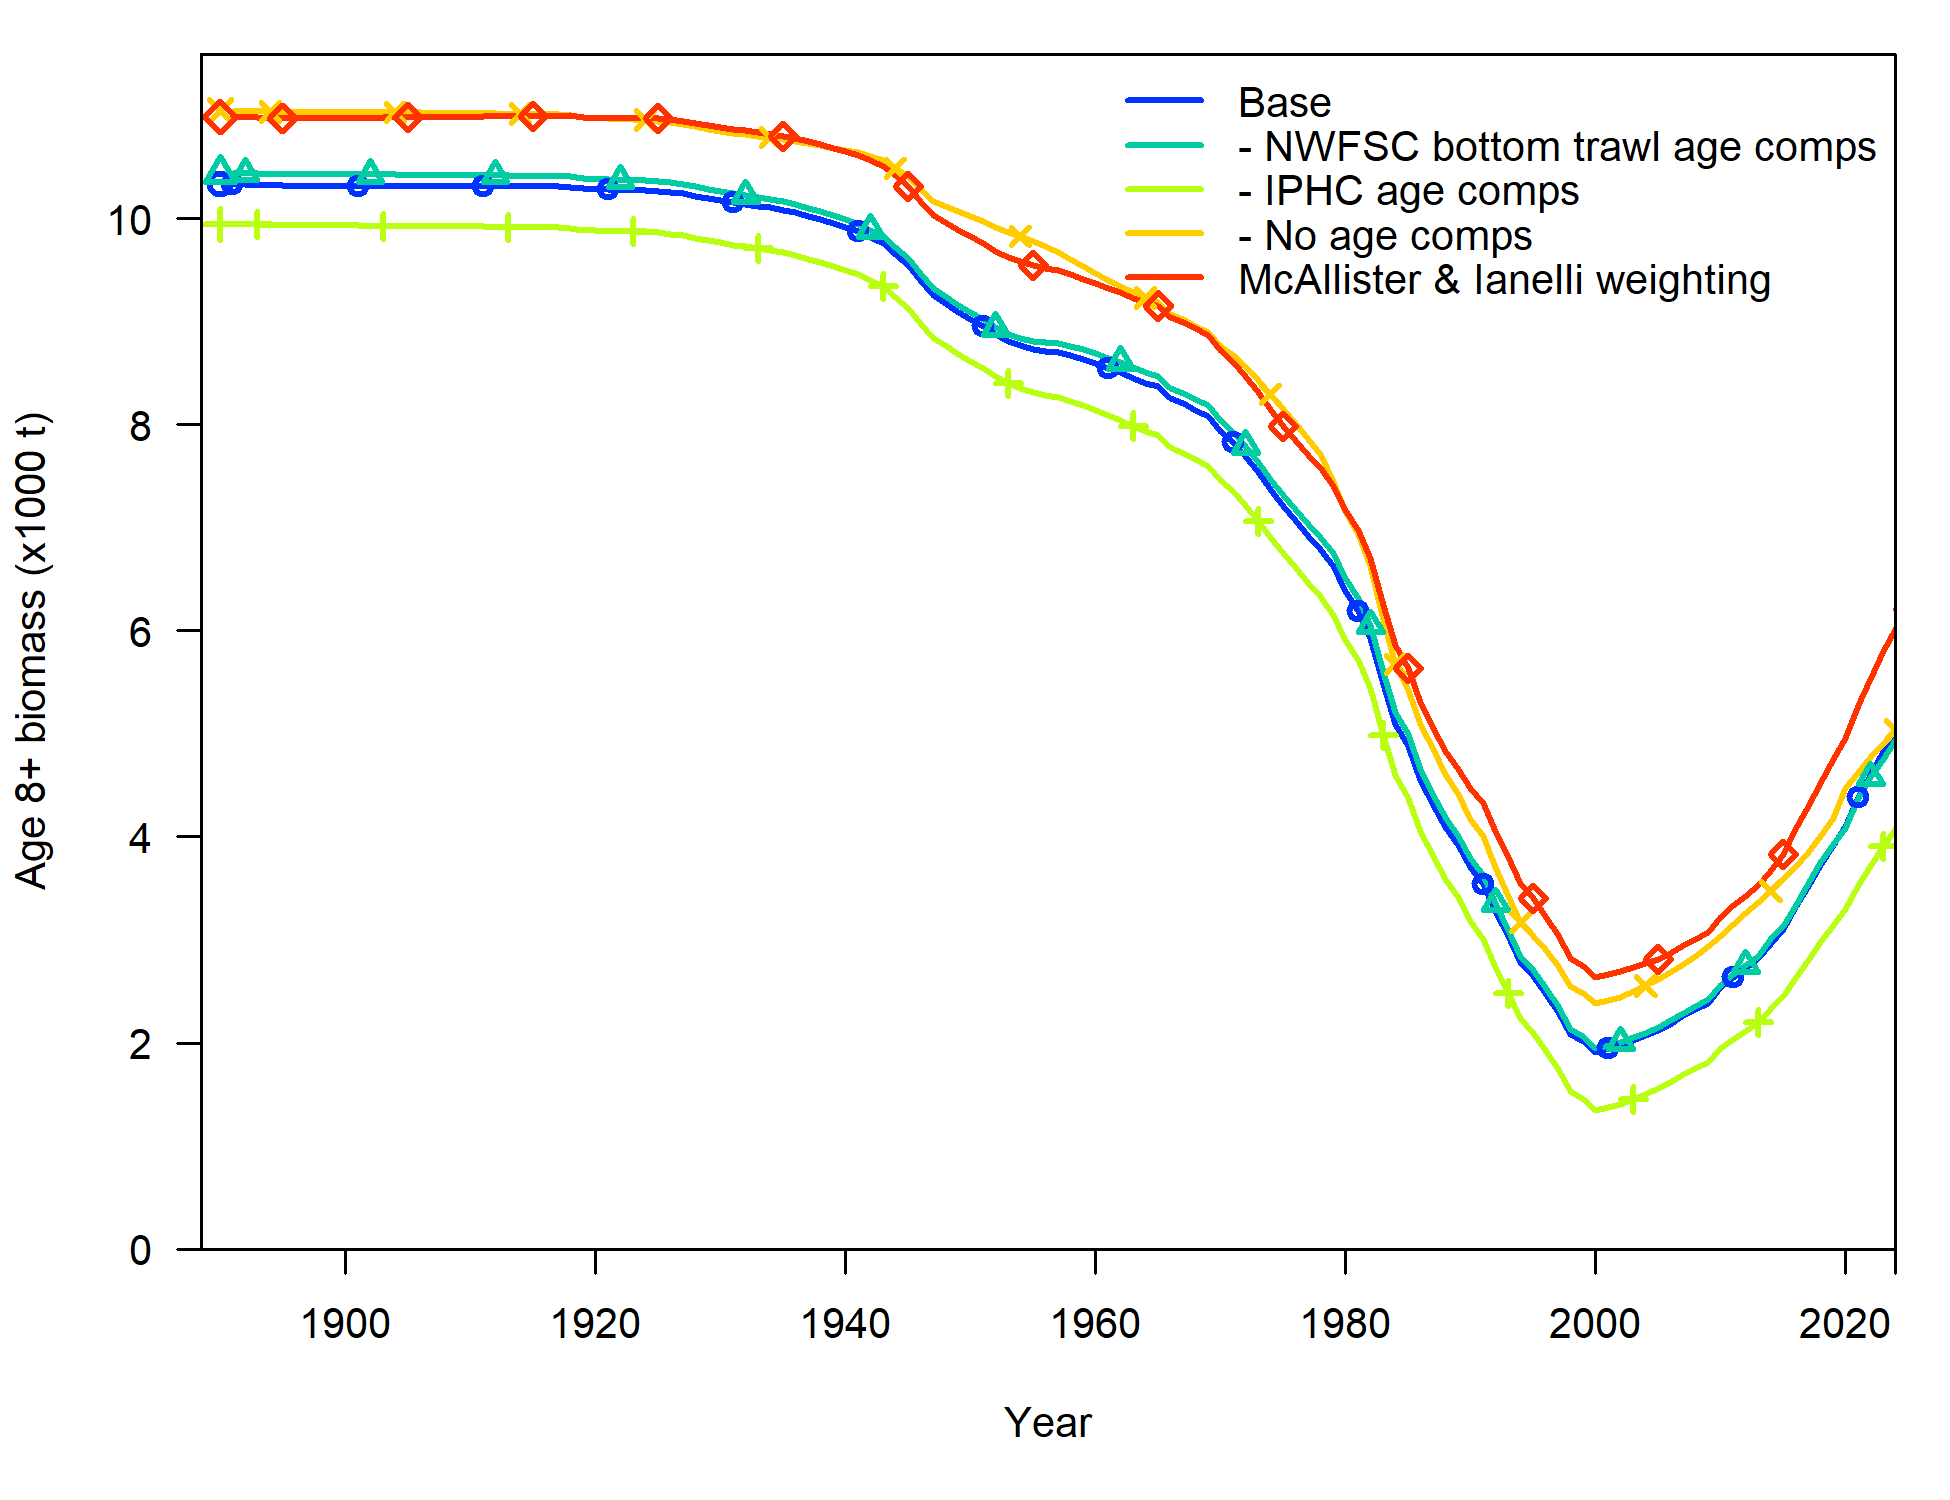 Base
- NWFSC bottom trawl age comps
- IPHC age comps
- No age comps
McAllister & Ianelli weighting
Age 8+ biomass (x1000 t)
10
8
6
4
2
0
1900 1920 1940 1960 1980 2000 2020
Year